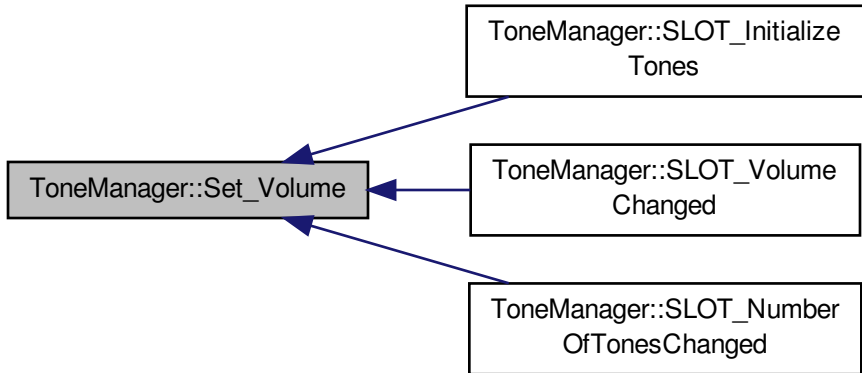 ToneManager::Set_Volume
ToneManager::SLOT_Initialize
Tones
ToneManager::SLOT_Volume
Changed
ToneManager::SLOT_Number
OfTonesChanged